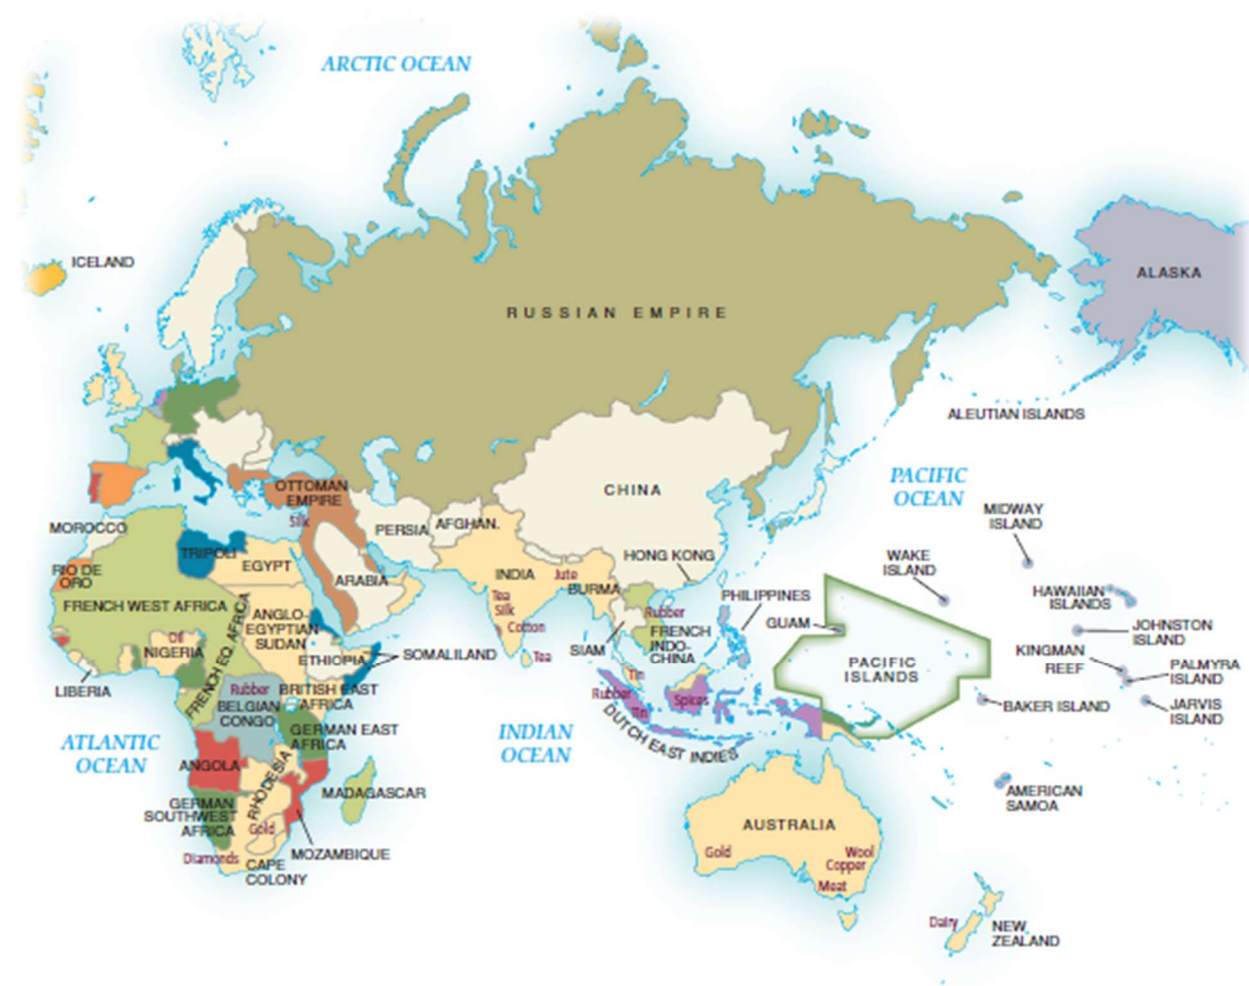 ARCTIC OCEAN
ICELAND
ALASKA
RUSSIAN EMPIRE
ALEUTIAN ISLANDS
PACIFIC
OCEAN
OTTOMAN
EMPIRE
CHINA
Silk
MOROCCO
PERSIA
AFGHAN.
MIDWAY
ISLAND
TRIPOLI
EGYPT
HONG KONG
WAKE
ISLAND
RIO DE
ORO
ARABIA
INDIA
Jute
BURMA
PHILIPPINES
HAWAIIAN
ISLANDS
FRENCH WEST AFRICA
Tea
Silk
Cotton
Rubber
GUAM
JOHNSTON
ISLAND
ANGLO-
EGYPTIAN
SUDAN
FRENCH EQ. AFRICA
Oil
NIGERIA
ETHIOPIA
SOMALILAND
Tea
SIAM
FRENCH
INDO-
CHINA
PACIFIC
ISLANDS
KINGMAN
REEF
PALMYRA
ISLAND
LIBERIA
Rubber
BELGIAN
CONGO
BRITISH EAST
AFRICA
Tin
Rubber
Tin
Spices
BAKER ISLAND
JARVIS
ISLAND
GERMAN EAST
AFRICA
INDIAN
OCEAN
DUTCH EAST INDIES
ATLANTIC
OCEAN
ANGOLA
RHODESIA
MADAGASCAR
AMERICAN
SAMOA
GERMAN
SOUTHWEST
AFRICA
Gold
AUSTRALIA
Diamonds
MOZAMBIQUE
CAPE
COLONY
Gold
Wool
Copper
Meat
Dairy
NEW
ZEALAND